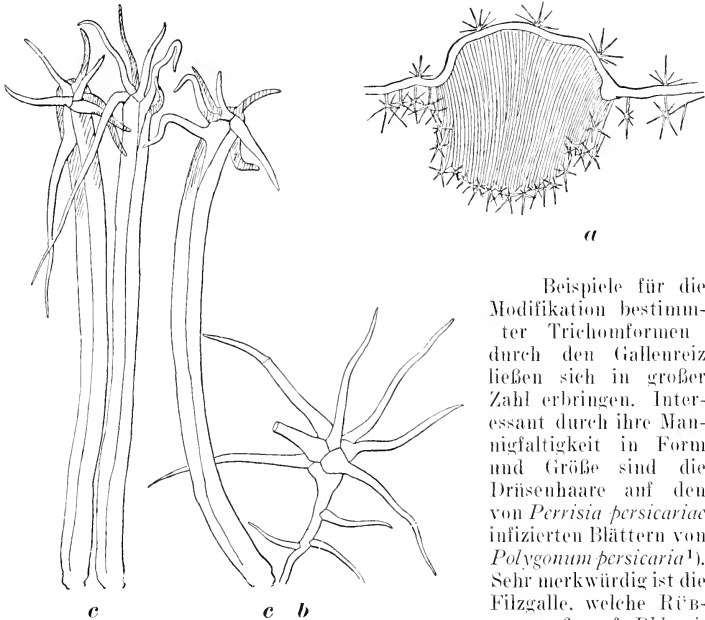 a
Beispiele für die
Modifikation bestimm-
ter Trichomformen
durch den Gallenreiz
ließen sich in großer
Zahl erbringen. Inter-
essant durch ihre Man-
nigfaltigkeit in Form
und Größe sind die
Drüsenhaare auf den
von Perrisia persicariae
infizierten Blättern von
Polygonum persicaria¹).
Sehr merkwürdig ist die
Filzgalle, welche RÜB-
c c b